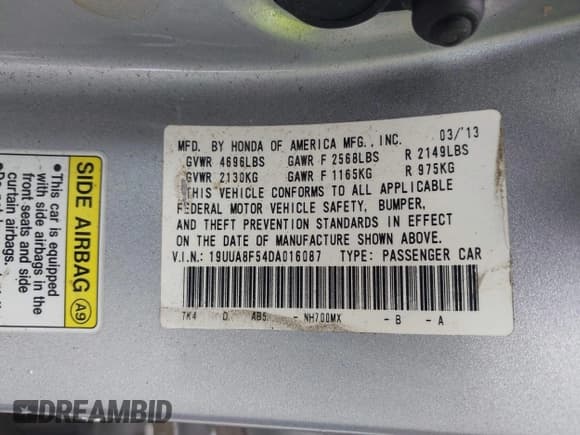 MFD. BY HONDA OF AMERICA MFG., INC. 03/'13
GVWR 4696LBS GAWR F 2568LBS R 2149LBS
GVWR 2130KG GAWR F 1165KG R 975KG
THIS VEHICLE CONFORMS TO ALL APPLICABLE
FEDERAL MOTOR VEHICLE SAFETY, BUMPER,
AND THEFT PREVENTION STANDARDS IN EFFECT
ON THE DATE OF MANUFACTURE SHOWN ABOVE.
V.I.N.: 19UUA8F54DA016087 TYPE: PASSENGER CAR
TK4 D AB5 - NH700MX - B - A
SIDE AIRBAG A9
•This car is equipped
with side airbags in the
front seats and side
curtain airbags.
DREAMBID